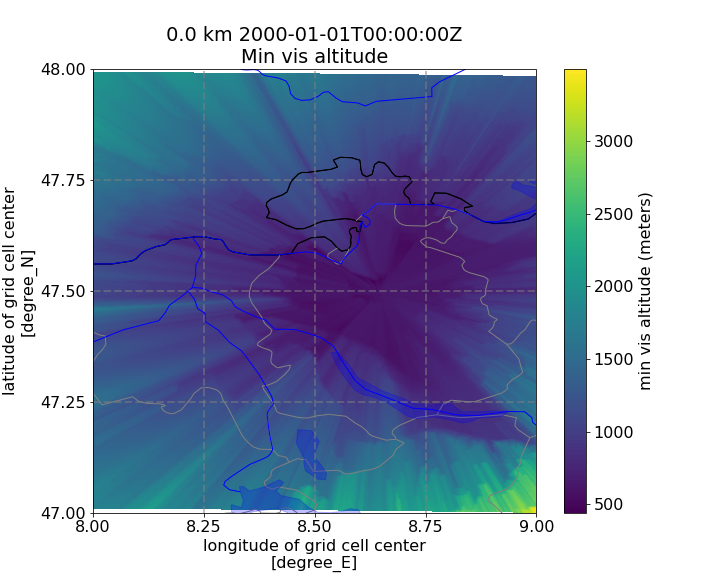 0.0 km 2000-01-01T00:00:00Z
Min vis altitude
48.00
47.75
47.50
47.25
47.00
8.00 8.25 8.50 8.75 9.00
longitude of grid cell center
[degree_E]
latitude of grid cell center
[degree_N]
3000
2500
2000
1500
1000
500
min vis altitude (meters)